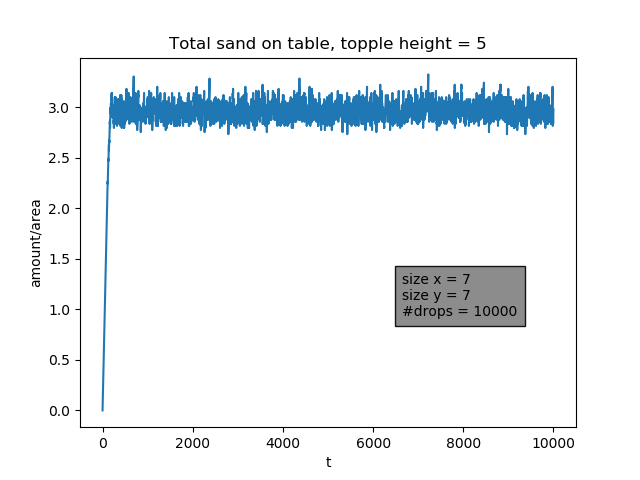 Total sand on table, topple height = 5
amount/area
3.0
2.5
2.0
1.5
1.0
0.5
0.0
size x = 7
size y = 7
#drops = 10000
0 2000 4000 6000 8000 10000
t